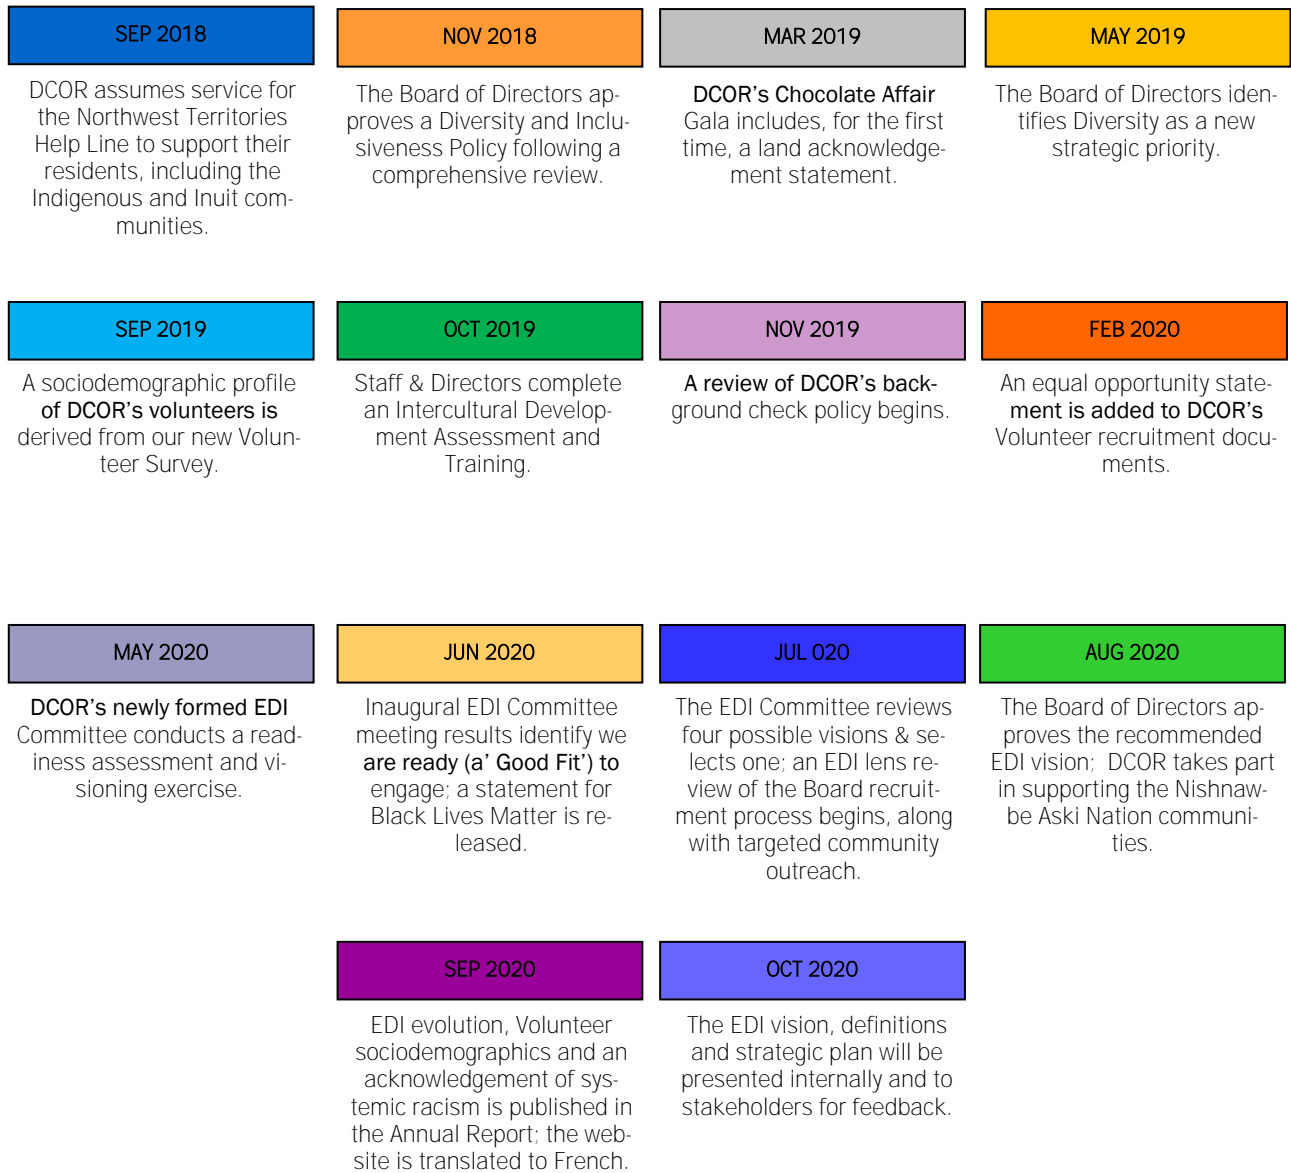 SEP 2018
DCOR assumes service for
the Northwest Territories
Help Line to support their
residents, including the
Indigenous and Inuit com-
munities.
NOV 2018
The Board of Directors ap-
proves a Diversity and Inclu-
siveness Policy following a
comprehensive review.
MAR 2019
DCOR's Chocolate Affair
Gala includes, for the first
time, a land acknowledge-
ment statement.
MAY 2019
The Board of Directors iden-
tifies Diversity as a new
strategic priority.
SEP 2019
A sociodemographic profile
of DCOR's volunteers is
derived from our new Volun-
teer Survey.
OCT 2019
Staff & Directors complete
an Intercultural Develop-
ment Assessment and
Training.
NOV 2019
A review of DCOR's back-
ground check policy begins.
FEB 2020
An equal opportunity state-
ment is added to DCOR's
Volunteer recruitment docu-
ments.
MAY 2020
DCOR's newly formed EDI
Committee conducts a read-
iness assessment and vi-
sioning exercise.
JUN 2020
Inaugural EDI Committee
meeting results identify we
are ready (a' Good Fit') to
engage; a statement for
Black Lives Matter is re-
leased.
JUL 020
The EDI Committee reviews
four possible visions & se-
lects one; an EDI lens re-
view of the Board recruit-
ment process begins, along
with targeted community
outreach.
AUG 2020
The Board of Directors ap-
proves the recommended
EDI vision;  DCOR takes part
in supporting the Nishnaw-
be Aski Nation communi-
ties.
SEP 2020
EDI evolution, Volunteer
sociodemographics and an
acknowledgement of sys-
temic racism is published in
the Annual Report; the web-
site is translated to French.
OCT 2020
The EDI vision, definitions
and strategic plan will be
presented internally and to
stakeholders for feedback.